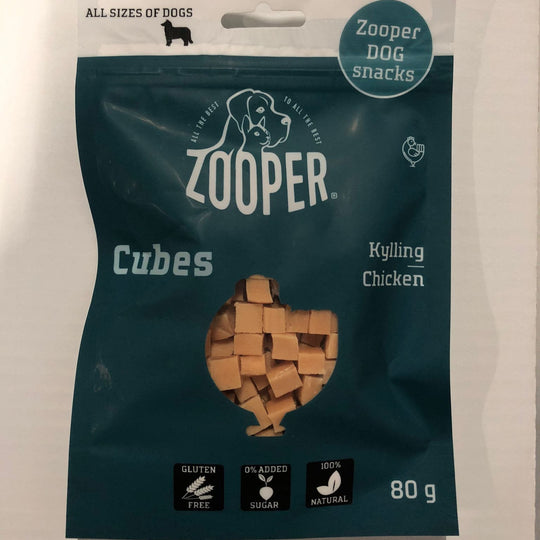 ALL SIZES OF DOGS
Zooper
DOG
snacks
ALL THE BEST TO ALL THE BEST
ZOOPER®
Cubes
Kylling
Chicken
GLUTEN
FREE
0% ADDED
SUGAR
100%
NATURAL
80 g